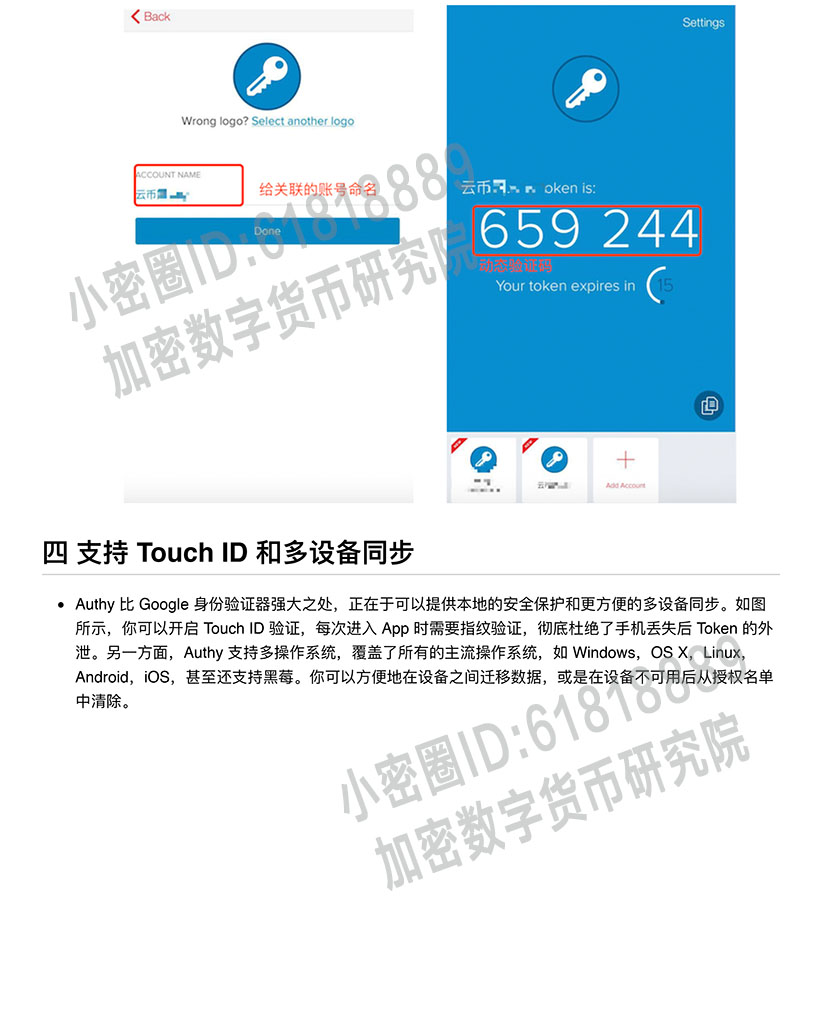 Back
Wrong logo? Select another logo
ACCOUNT NAME
云币
给关联的账号命名
Done
Settings
云币 oken is:
659 244
动态验证码
Your token expires in 15
Add Account
小密圈ID:61818889
加密数字货币研究院
四 支持 Touch ID 和多设备同步
• Authy 比 Google 身份验证器强大之处，正在于可以提供本地的安全保护和更方便的多设备同步。如图
所示，你可以开启 Touch ID 验证，每次进入 App 时需要指纹验证，彻底杜绝了手机丢失后 Token 的外
泄。另一方面，Authy 支持多操作系统，覆盖了所有的主流操作系统，如 Windows，OS X，Linux，
Android，iOS，甚至还支持黑莓。你可以方便地在设备之间迁移数据，或是在设备不可用后从授权名单
中清除。
小密圈ID:61818889
加密数字货币研究院